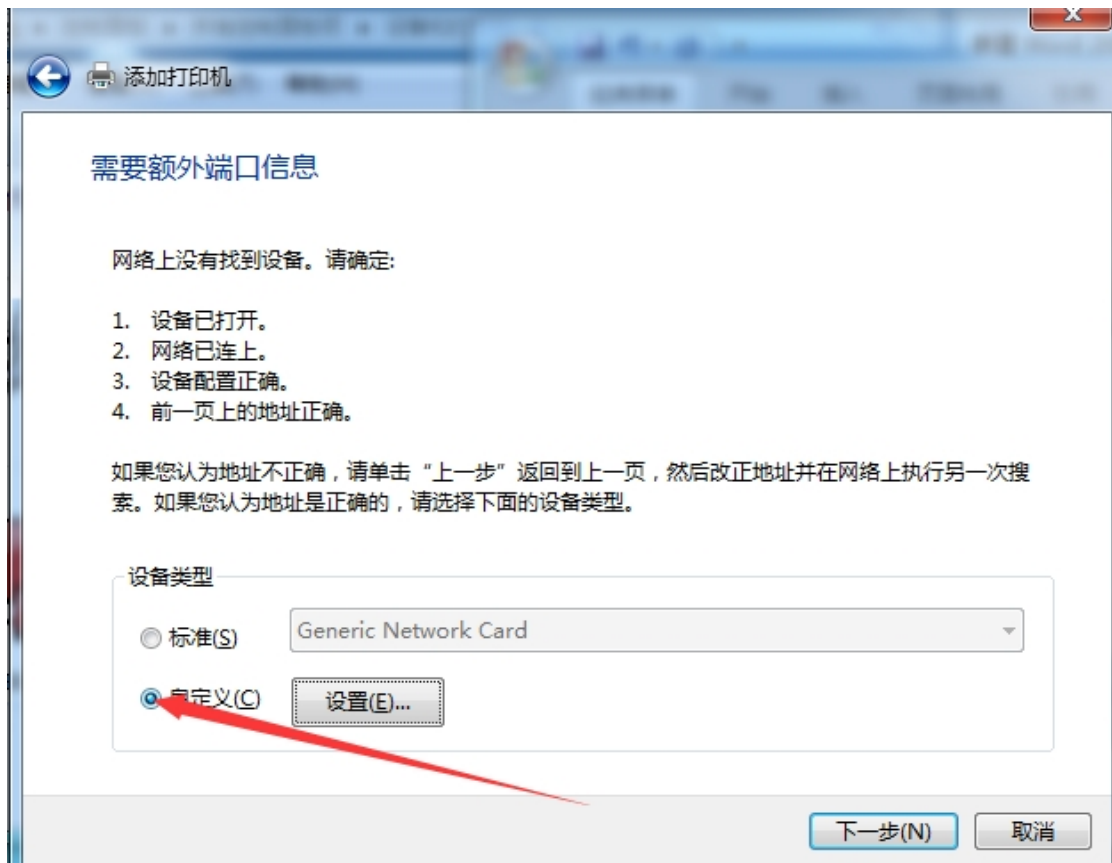 添加打印机
需要额外端口信息
网络上没有找到设备。请确定:
1. 设备已打开。
2. 网络已连上。
3. 设备配置正确。
4. 前一页上的地址正确。
如果您认为地址不正确，请单击“上一步”返回到上一页，然后改正地址并在网络上执行另一次搜
索。如果您认为地址是正确的，请选择下面的设备类型。
设备类型
标准(S)
Generic Network Card
自定义(C)
设置(E)...
下一步(N)
取消